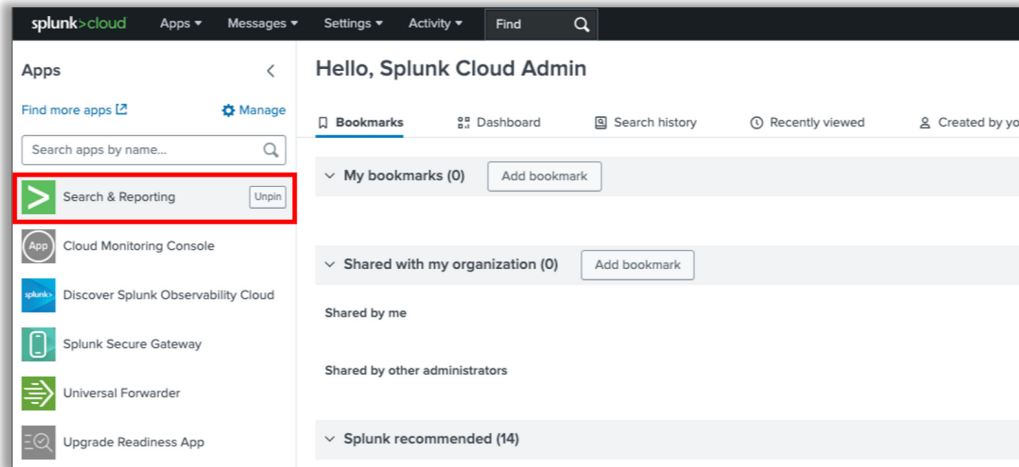 splunk>cloud Apps Messages Settings Activity Find
Apps
Hello, Splunk Cloud Admin
Find more apps Manage
Bookmarks Dashboard Search history Recently viewed Created by yo
Search apps by name...
My bookmarks (0) Add bookmark
Search & Reporting Unpin
App Cloud Monitoring Console
Shared with my organization (0) Add bookmark
splunk> Discover Splunk Observability Cloud
Shared by me
Splunk Secure Gateway
Shared by other administrators
Universal Forwarder
Upgrade Readiness App
Splunk recommended (14)